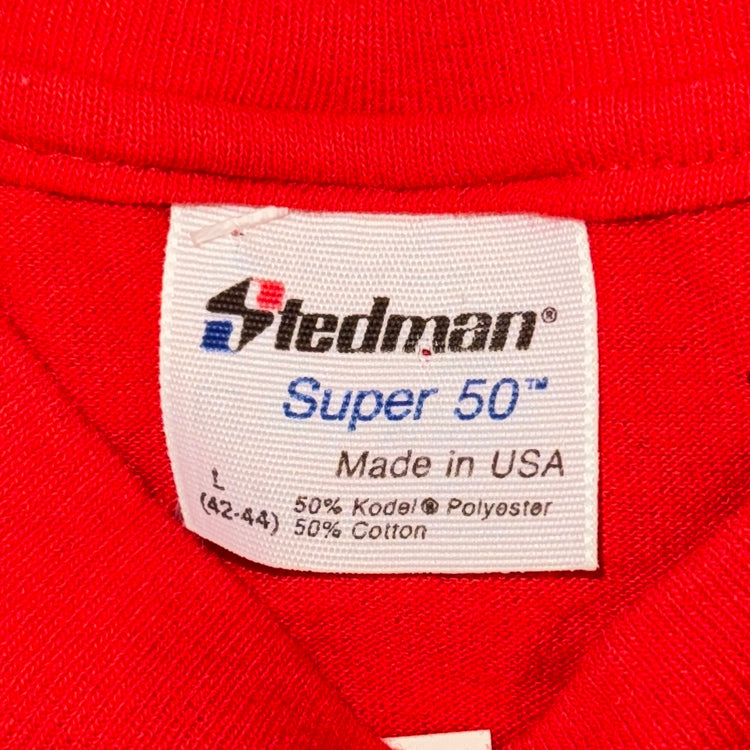 Stedman®
Super 50™
Made in USA
L
(42-44)
50% Kodel® Polyester
50% Cotton